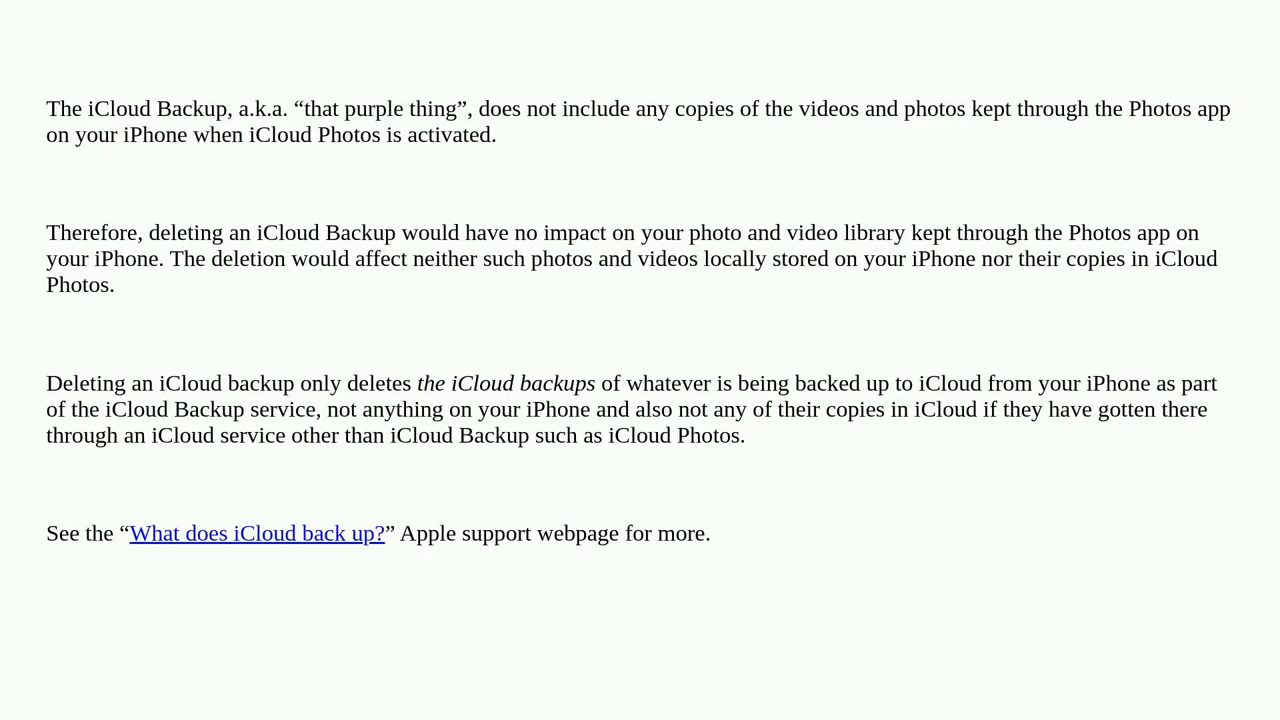 The iCloud Backup, a.k.a. “that purple thing”, does not include any copies of the videos and photos kept through the Photos app
on your iPhone when iCloud Photos is activated.
Therefore, deleting an iCloud Backup would have no impact on your photo and video library kept through the Photos app on
your iPhone. The deletion would affect neither such photos and videos locally stored on your iPhone nor their copies in iCloud
Photos.
Deleting an iCloud backup only deletes the iCloud backups of whatever is being backed up to iCloud from your iPhone as part
of the iCloud Backup service, not anything on your iPhone and also not any of their copies in iCloud if they have gotten there
through an iCloud service other than iCloud Backup such as iCloud Photos.
See the “What does iCloud back up?” Apple support webpage for more.